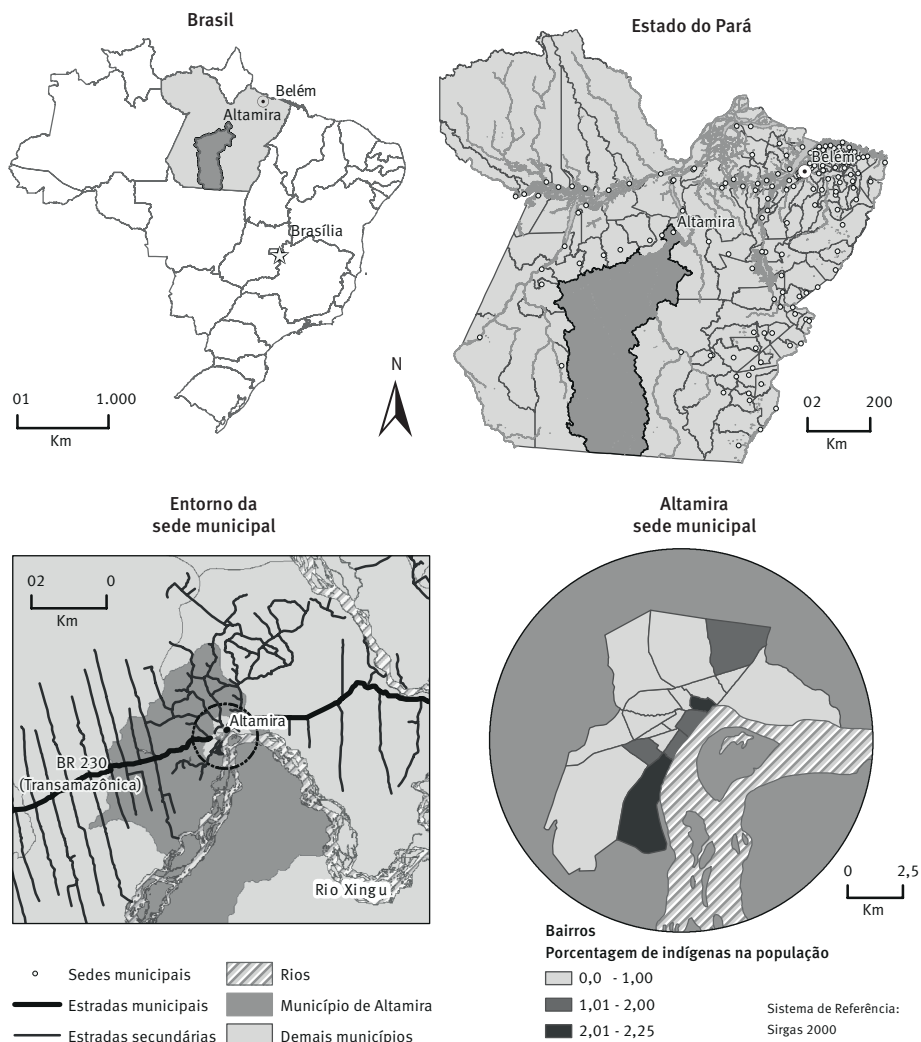 Brasil
Belém
Altamira
Brasília
N
01 1.000
Km
Estado do Pará
Belém
Altamira
02 200
Km
Entorno da
sede municipal
02 0
Km
Altamira
BR 230
(Transamazônica)
Rio Xingu
Altamira
sede municipal
0 2,5
Km
Sedes municipais
Estradas municipais
Estradas secundárias
Rios
Município de Altamira
Demais municípios
Bairros
Porcentagem de indígenas na população
0,0 - 1,00
1,01 - 2,00
2,01 - 2,25
Sistema de Referência:
Sirgas 2000